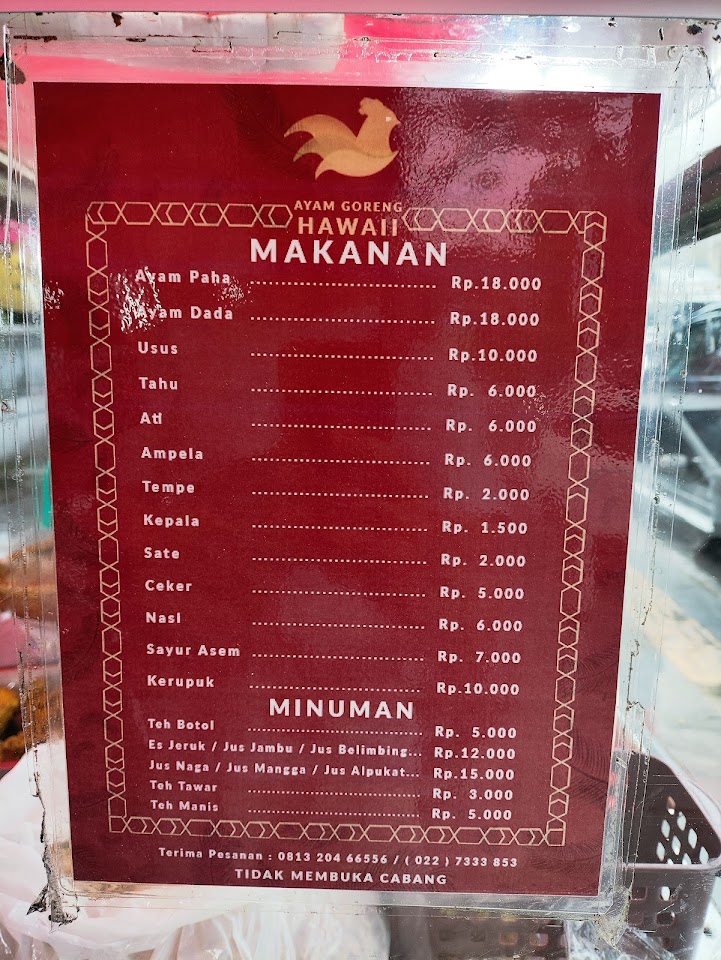 AYAM GORENG
HAWAII
MAKANAN
Ayam Paha ........................................ Rp.18.000
Ayam Dada ........................................ Rp.18.000
Usus ........................................ Rp.10.000
Tahu ........................................ Rp. 6.000
Ati ........................................ Rp. 6.000
Ampela ........................................ Rp. 6.000
Tempe ........................................ Rp. 2.000
Kepala ........................................ Rp. 1.500
Sate ........................................ Rp. 2.000
Ceker ........................................ Rp. 5.000
Nasi ........................................ Rp. 6.000
Sayur Asem ........................................ Rp. 7.000
Kerupuk ........................................ Rp.10.000
MINUMAN
Teh Botol ........................................ Rp. 5.000
Es Jeruk / Jus Jambu / Jus Belimbing... Rp.12.000
Jus Naga / Jus Mangga / Jus Alpukat... Rp.15.000
Teh Tawar ........................................ Rp. 3.000
Teh Manis ........................................ Rp. 5.000
Terima Pesanan : 0813 204 66556 / ( 022 ) 7333 853
TIDAK MEMBUKA CABANG